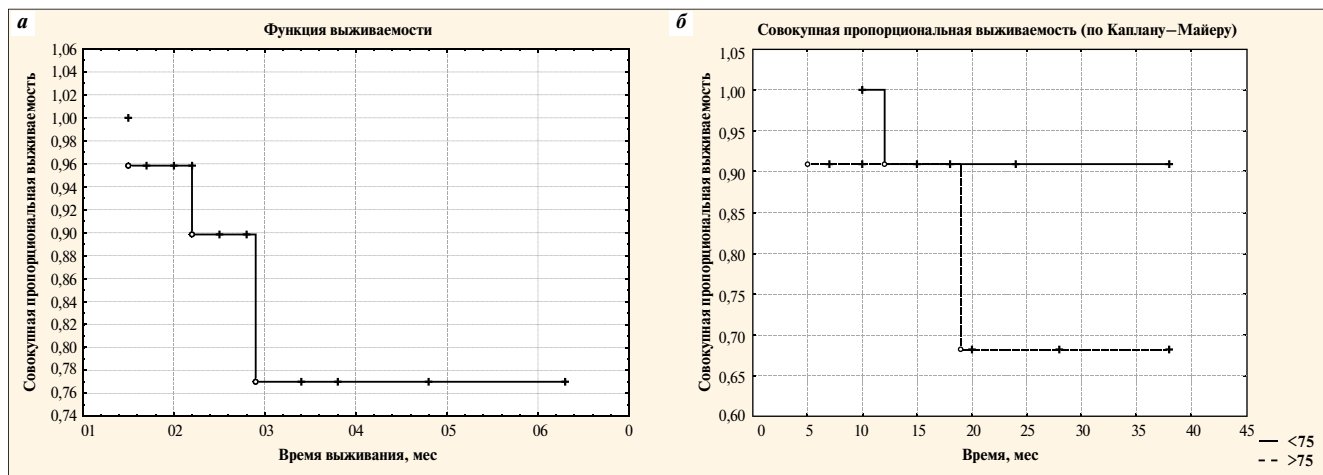 а
Функция выживаемости
Совокупная пропорциональная выживаемость
1,06
1,04
1,02
1,00
0,98
0,96
0,94
0,92
0,90
0,88
0,86
0,84
0,82
0,80
0,78
0,76
0,74
01 02 03 04 05 06 0
Время выживания, мес
б
Совокупная пропорциональная выживаемость (по Каплану–Майеру)
Совокупная пропорциональная выживаемость
1,05
1,00
0,95
0,90
0,85
0,80
0,75
0,70
0,65
0,60
0 5 10 15 20 25 30 35 40 45
Время, мес
<75
>75